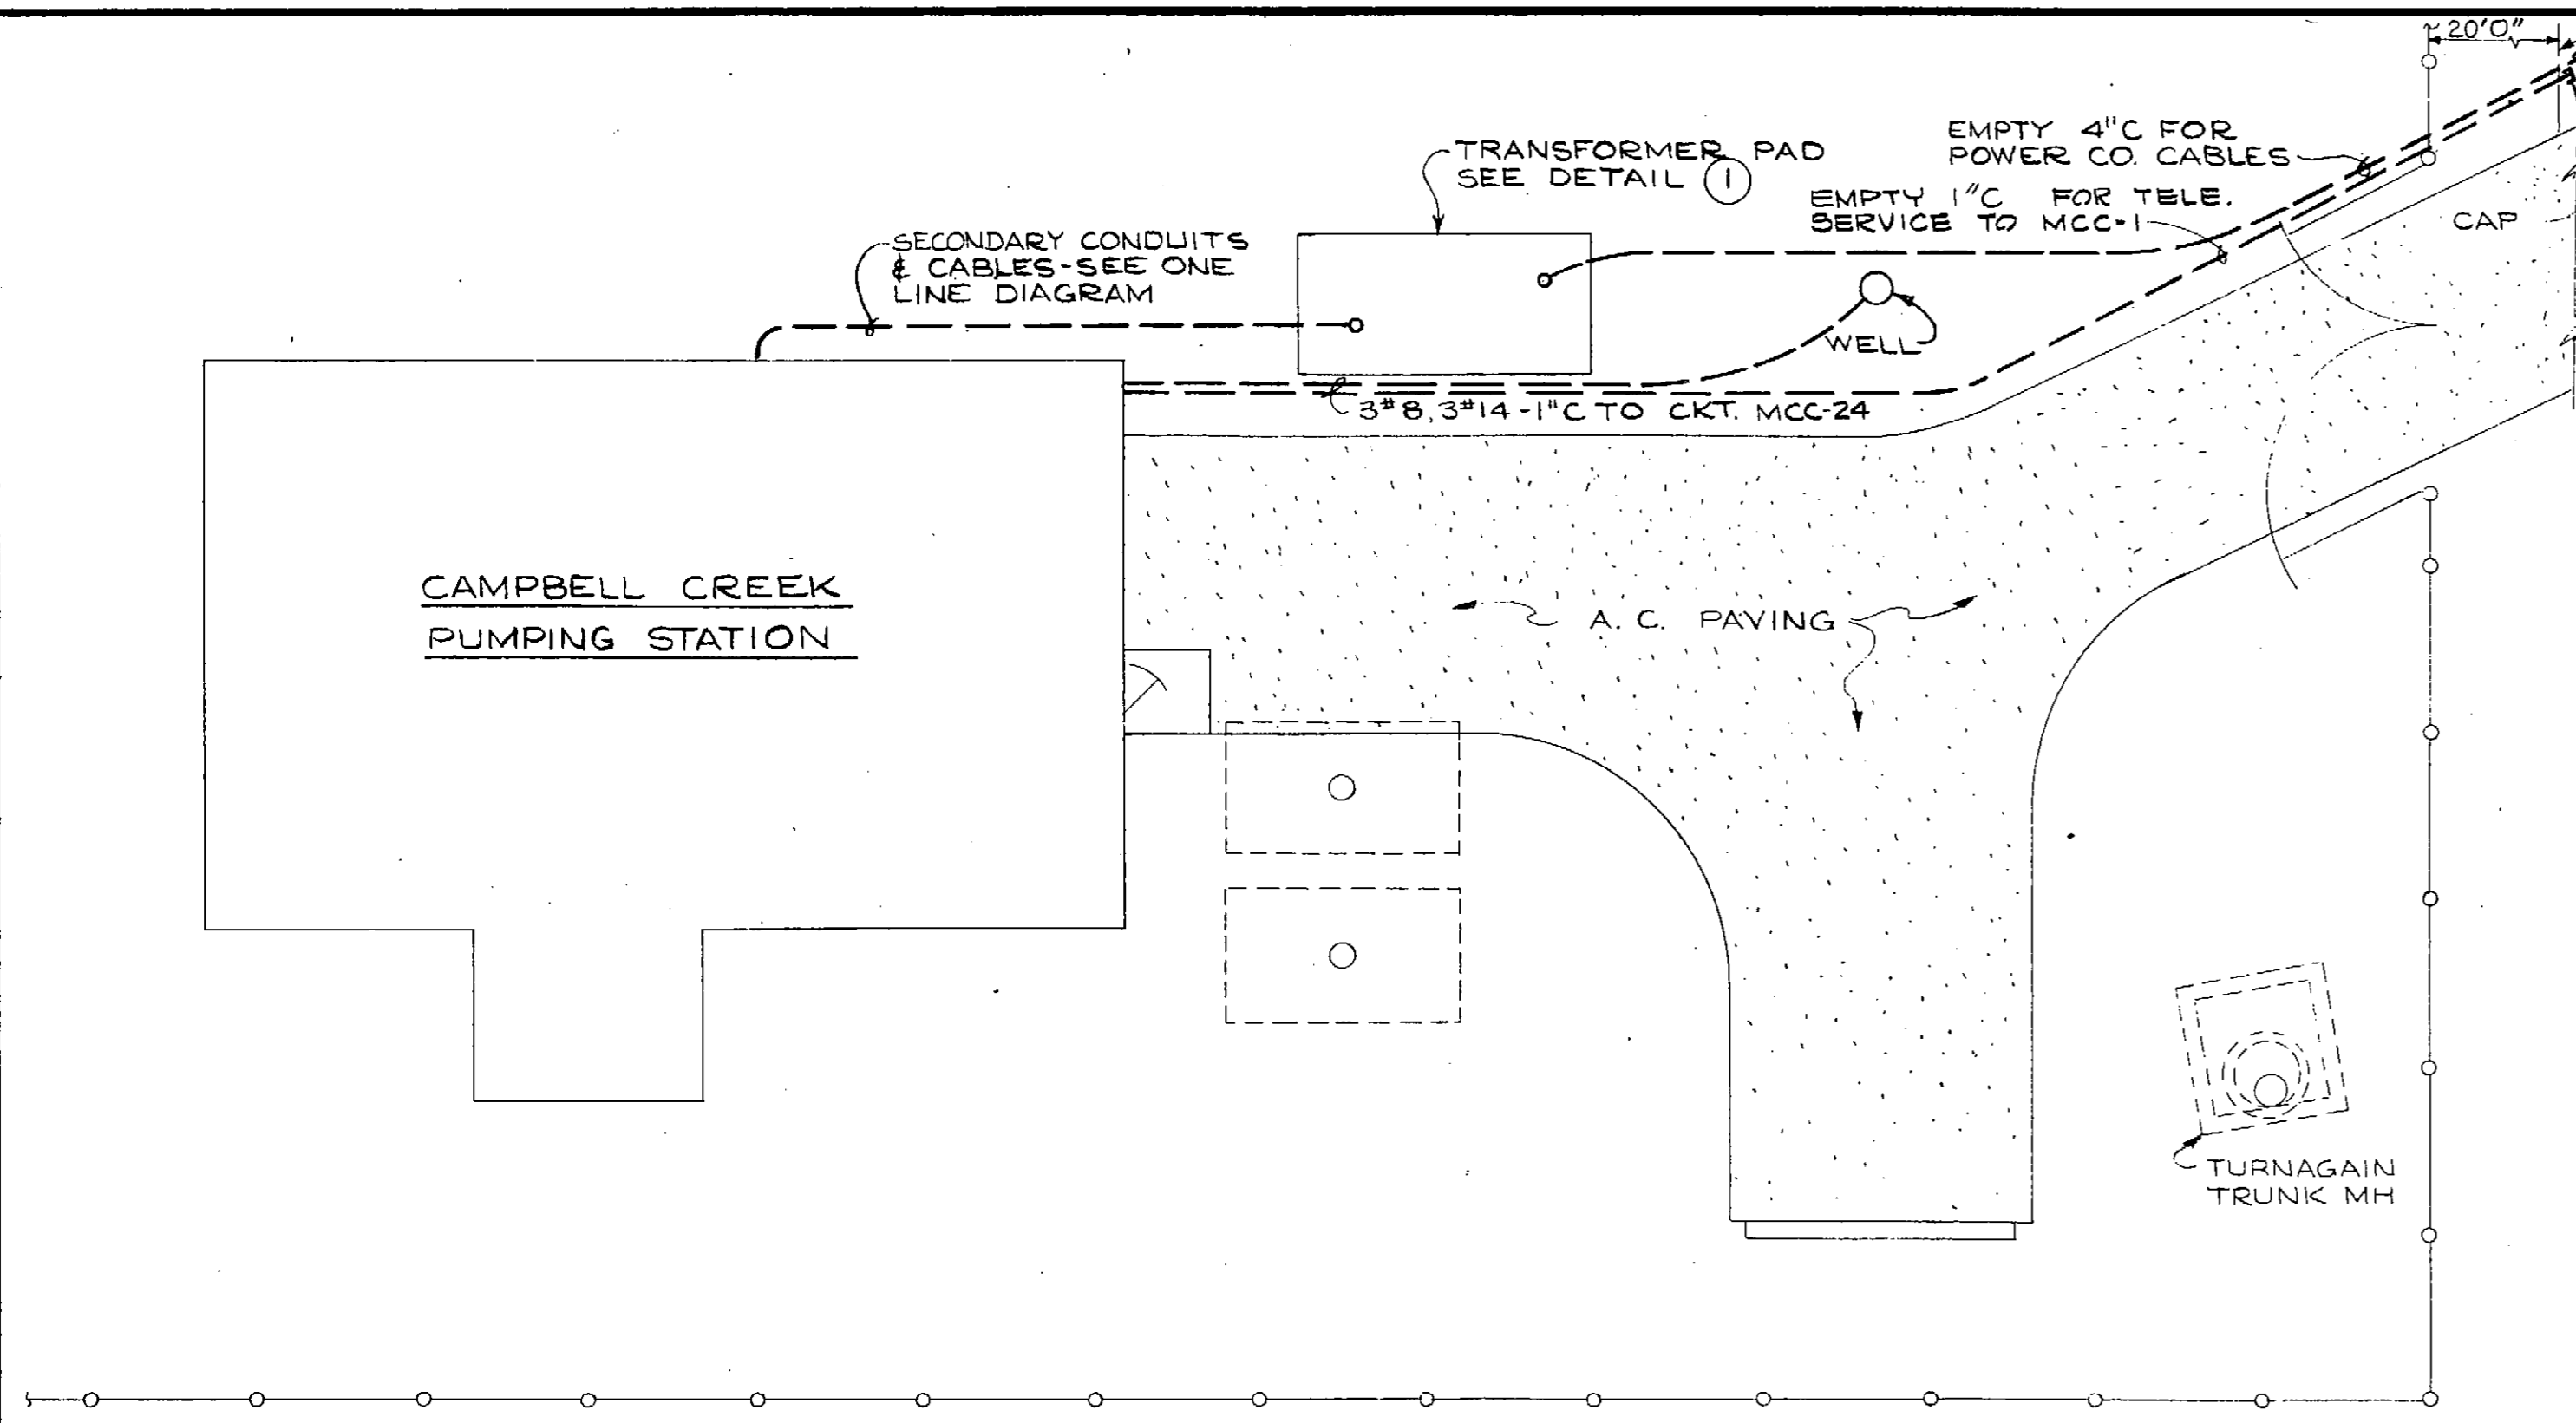 20'0"
TRANSFORMER PAD
SEE DETAIL 1
EMPTY 4"C FOR
POWER CO. CABLES
EMPTY 1"C FOR TELE.
SERVICE TO MCC-1
CAP
SECONDARY CONDUITS
& CABLES-SEE ONE
LINE DIAGRAM
WELL
3#8, 3#14-1"C TO CKT. MCC-24
CAMPBELL CREEK
PUMPING STATION
A. C. PAVING
TURNAGAIN
TRUNK MH